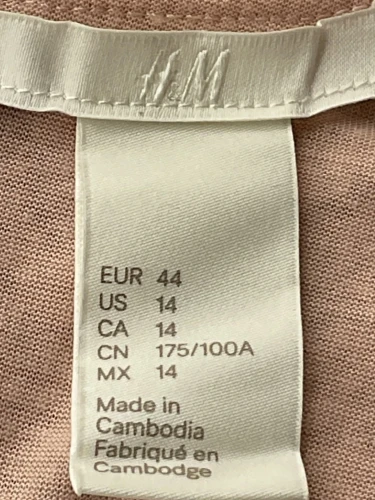 H&M
EUR 44
US 14
CA 14
CN 175/100A
MX 14
Made in
Cambodia
Fabriqué en
Cambodge